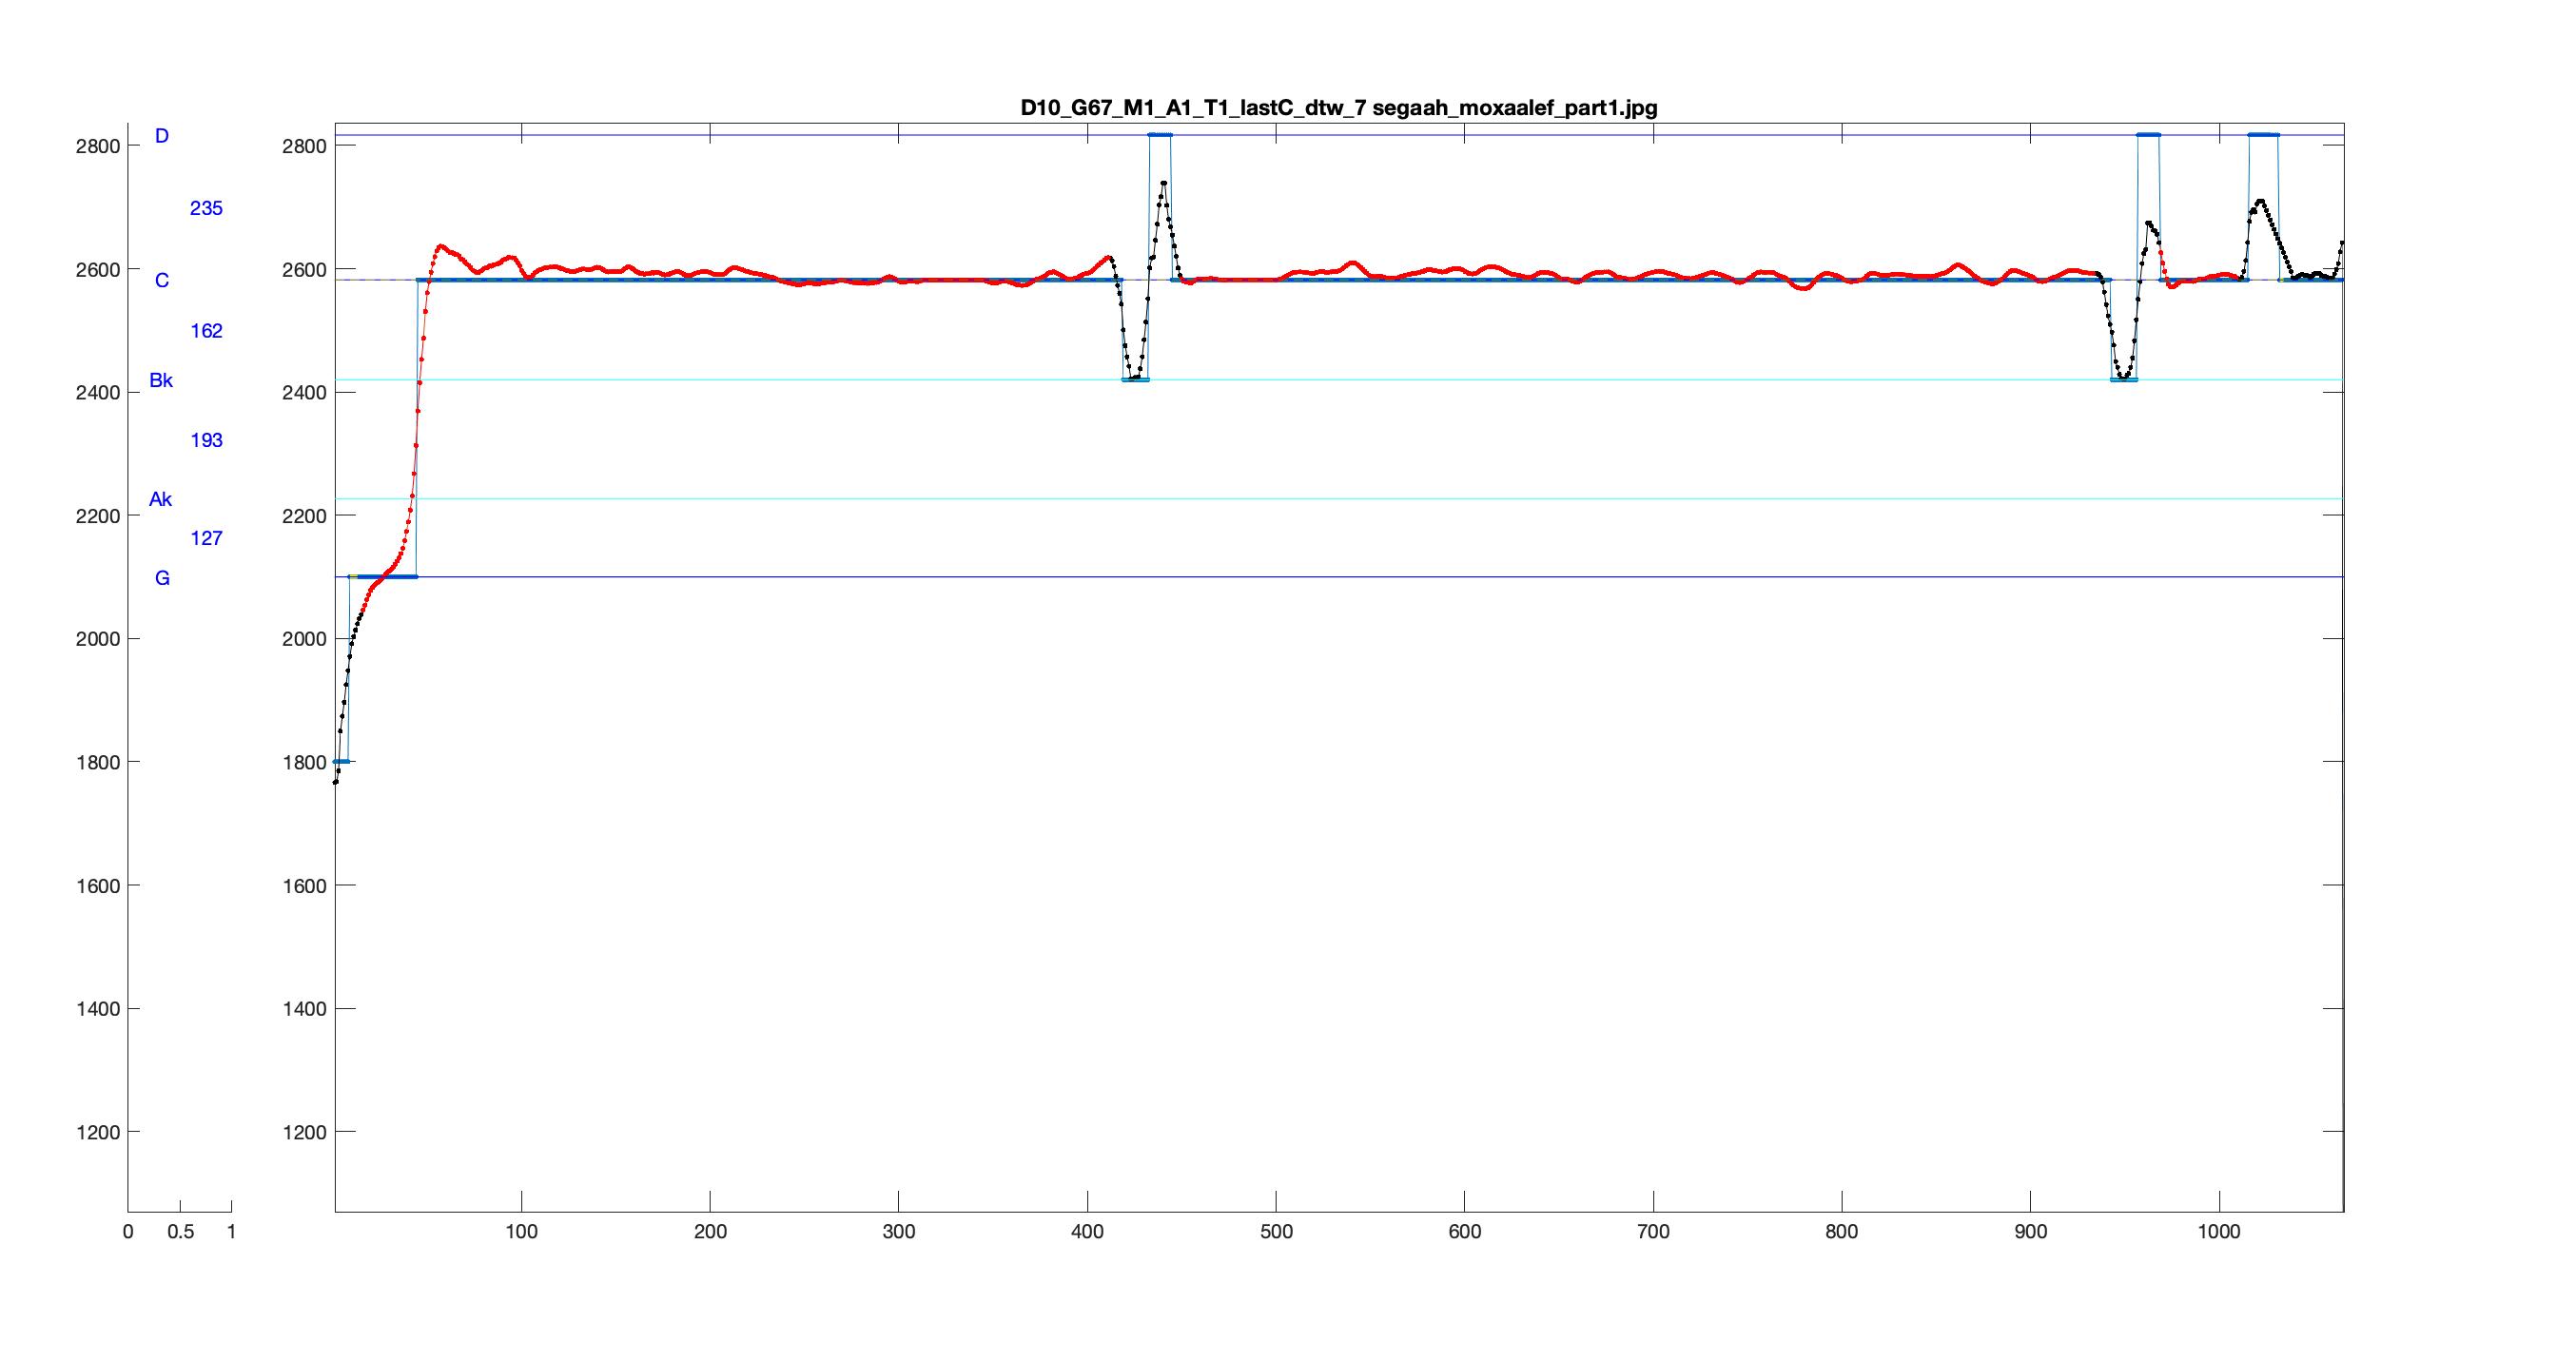 D10_G67_M1_A1_T1_lastC_dtw_7 segaah_moxaalef_part1.jpg
2800 D 2800
235
2600 2600
C
162
Bk
2400 2400
193
Ak
2200 2200
127
G
2000 2000
1800 1800
1600 1600
1400 1400
1200 1200
0 0.5 1 100 200 300 400 500 600 700 800 900 1000